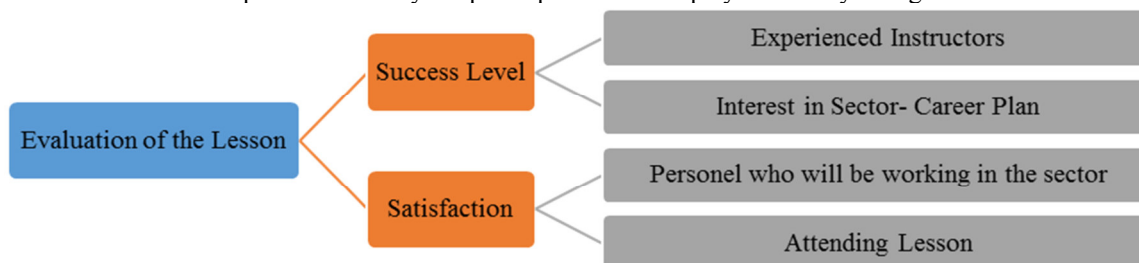 Experienced Instructors
Success Level
Interest in Sector- Career Plan
Evaluation of the Lesson
Personel who will be working in the sector
Satisfaction
Attending Lesson